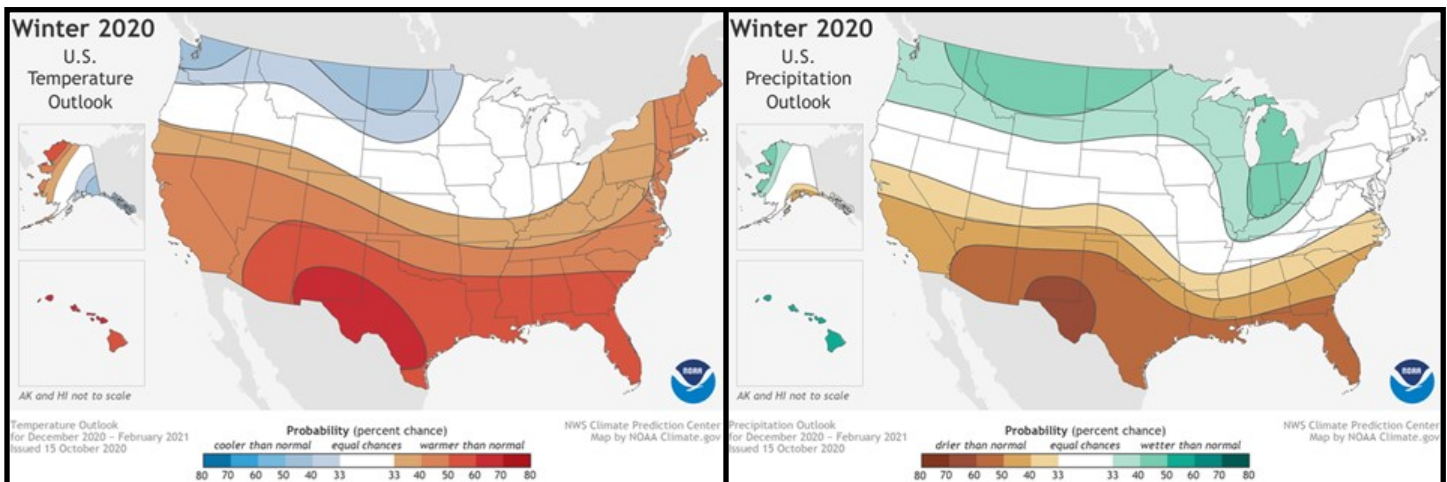 Winter 2020
U.S.
Temperature
Outlook
AK and HI not to scale
NOAA
Temperature Outlook
for December 2020 – February 2021
Issued 15 October 2020
Probability (percent chance)
cooler than normal equal chances warmer than normal
80 70 60 50 40 33 33 40 50 60 70 80
NWS Climate Prediction Center
Map by NOAA Climate.gov
Winter 2020
U.S.
Precipitation
Outlook
AK and HI not to scale
NOAA
Precipitation Outlook
for December 2020 – February 2021
Issued 15 October 2020
Probability (percent chance)
drier than normal equal chances wetter than normal
80 70 60 50 40 33 33 40 50 60 70 80
NWS Climate Prediction Center
Map by NOAA Climate.gov